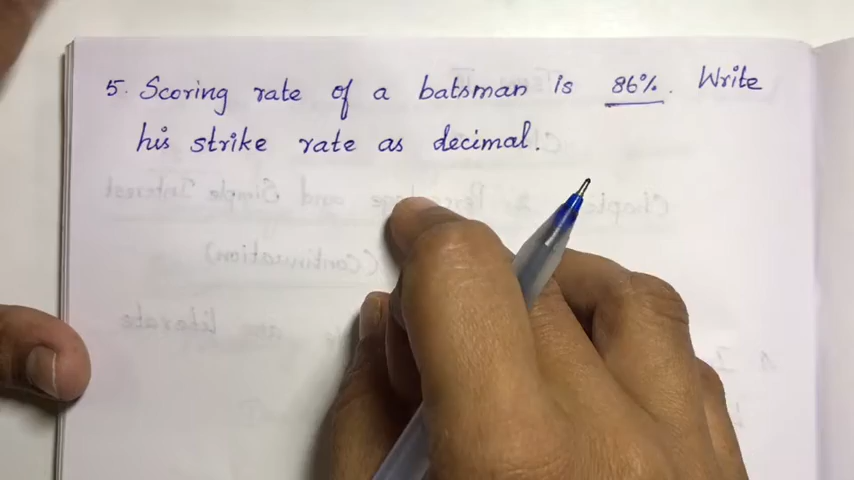 5. Scoring rate of a batsman is 86%. Write
his strike rate as decimal.